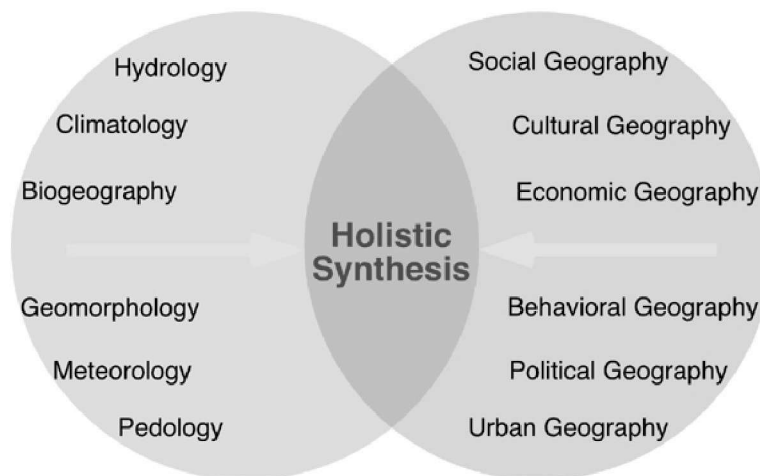 Hydrology
Climatology
Biogeography
Geomorphology
Meteorology
Pedology
Holistic
Synthesis
Social Geography
Cultural Geography
Economic Geography
Behavioral Geography
Political Geography
Urban Geography